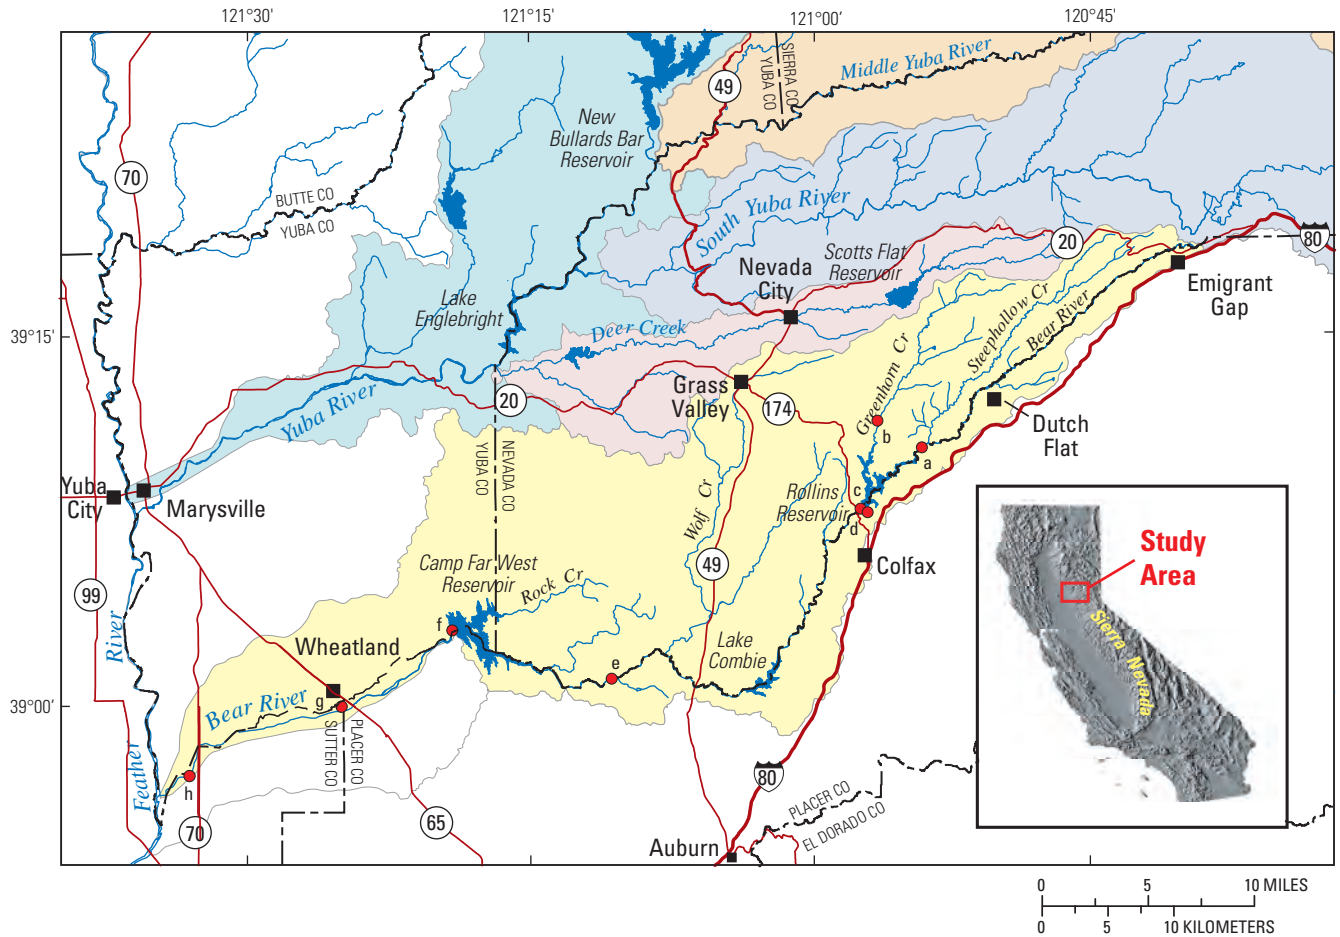 121°30'
121°15'
121°00'
120°45'
39°15'
39°00'
49
SIERRA CO
YUBA CO
Middle Yuba River
New
Bullards Bar
Reservoir
70
BUTTE CO
YUBA CO
South Yuba River
20
80
Scotts Flat
Reservoir
Nevada
City
Emigrant
Gap
Lake
Englebright
Deer Creek
Steephollow Cr
Bear River
Greenhorn Cr
Grass
Valley
174
20
Yuba River
Dutch
Flat
b
a
NEVADA CO
YUBA CO
Yuba
City
Marysville
Rollins
Reservoir
c
d
Wolf Cr
Colfax
49
Camp Far West
Reservoir
Rock Cr
99
River
Feather
f
e
Wheatland
Lake
Combie
g
Bear River
PLACER CO
SUTTER CO
h
70
65
80
PLACER CO
EL DORADO CO
Auburn
Study
Area
Sierra Nevada
0 5 10 MILES
0 5 10 KILOMETERS